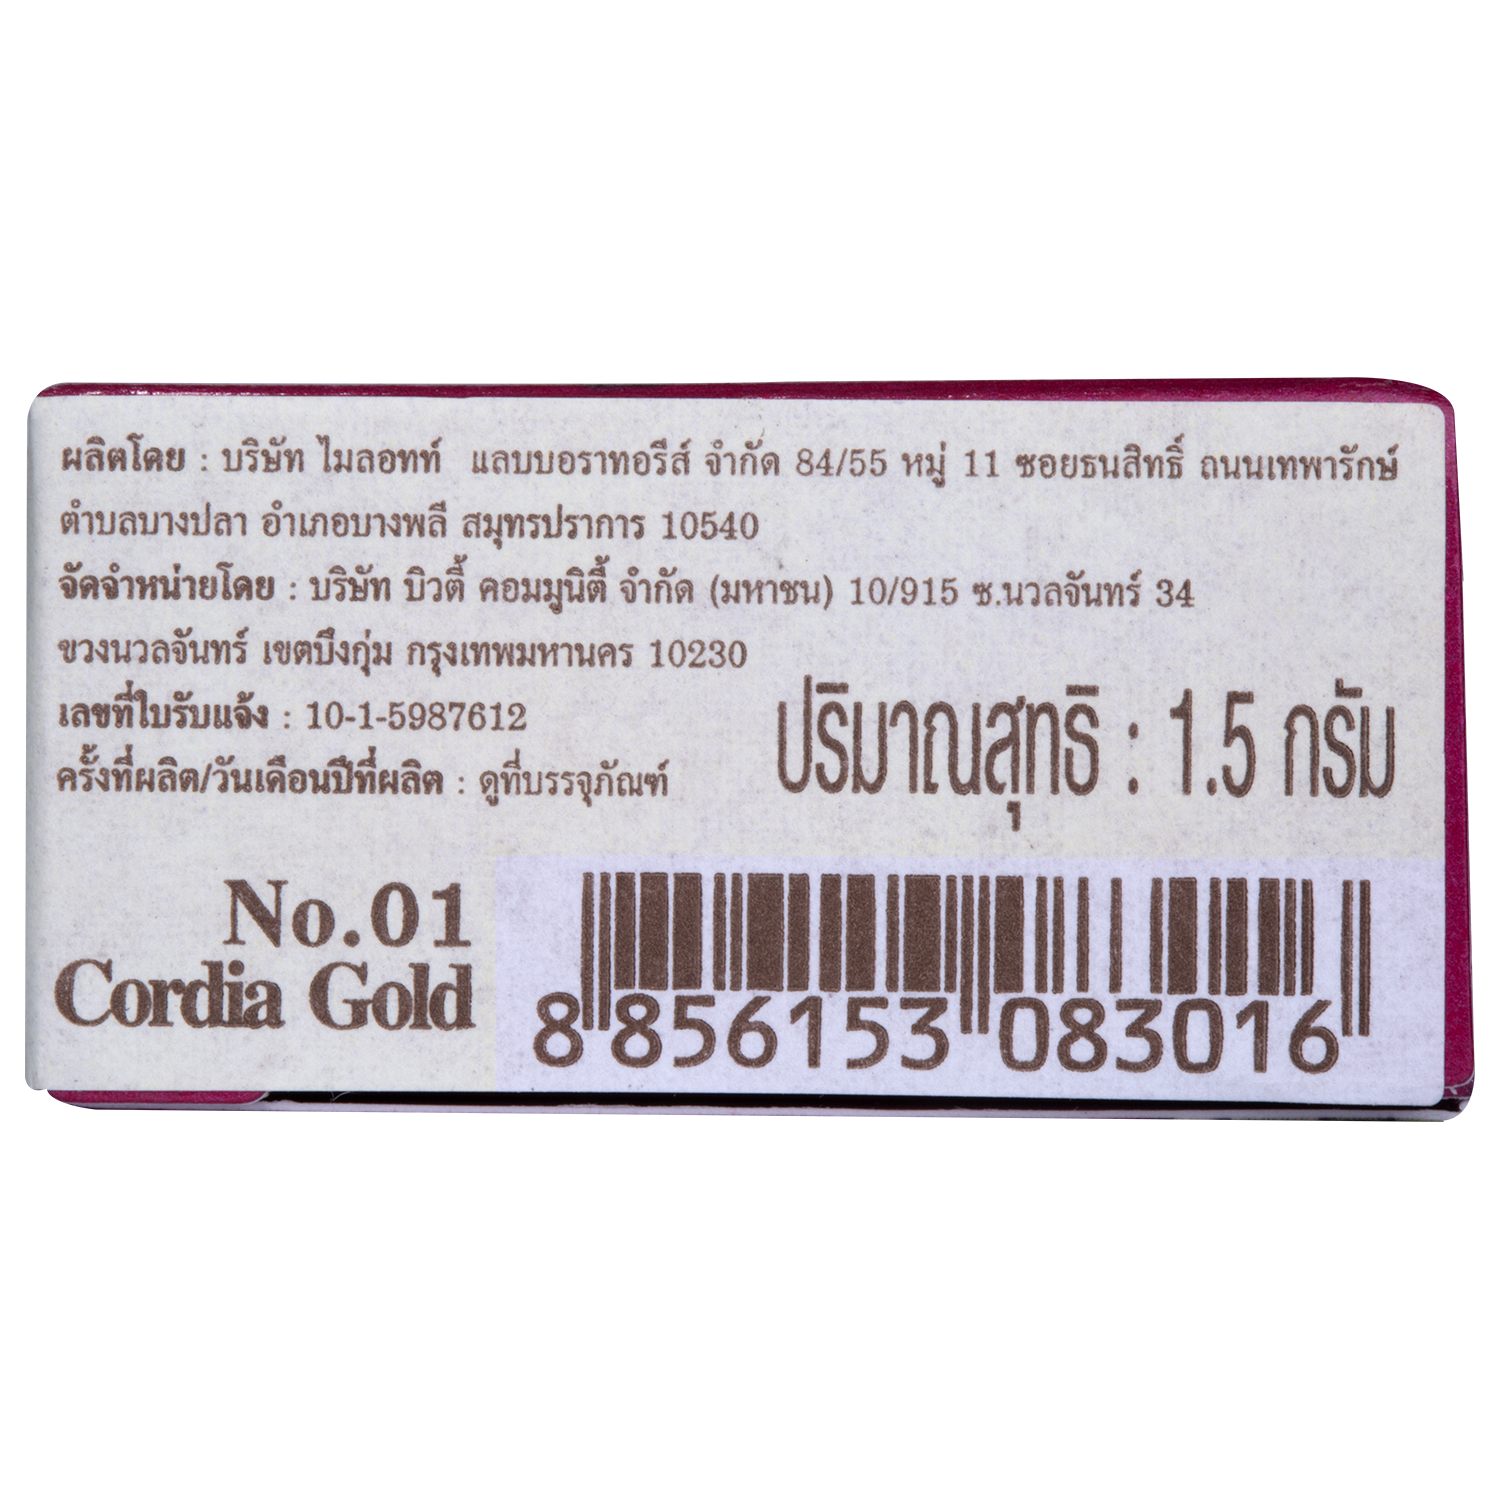 ผลิตโดย : บริษัท ไมลอทท์ แลบบอราทอรีส์ จำกัด 84/55 หมู่ 11 ซอยธนสิทธิ์ ถนนเทพารักษ์
ตำบลบางปลา อำเภอบางพลี สมุทรปราการ 10540
จัดจำหน่ายโดย : บริษัท บิวตี้ คอมมูนิตี้ จำกัด (มหาชน) 10/915 ซ.นวลจันทร์ 34
ขวงนวลจันทร์ เขตบึงกุ่ม กรุงเทพมหานคร 10230
เลขที่ใบรับแจ้ง : 10-1-5987612
ครั้งที่ผลิต/วันเดือนปีที่ผลิต : ดูที่บรรจุภัณฑ์
ปริมาณสุทธิ : 1.5 กรัม
No.01
Cordia Gold
8 856153 083016